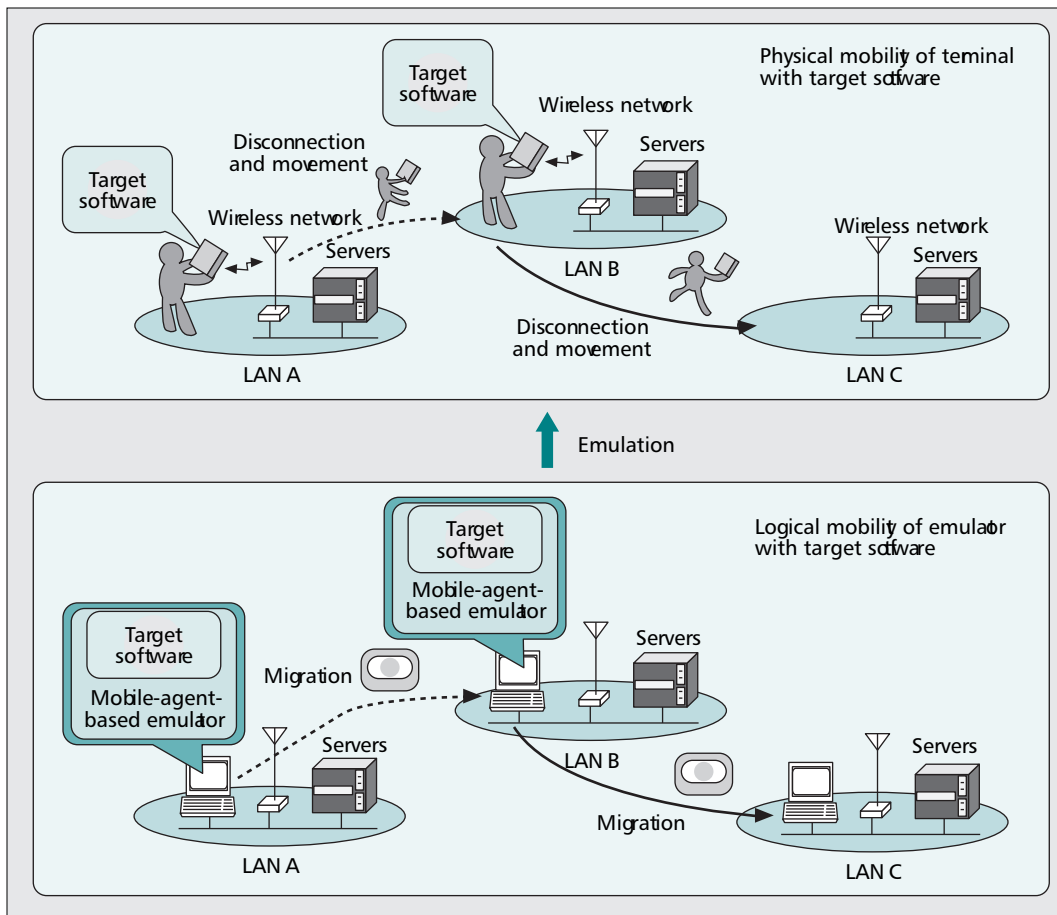 Physical mobility of terminal
with target software
Target
software
Wireless network
Servers
Disconnection
and movement
Target
software
Wireless network
Servers
LAN A
LAN B
Wireless network
Servers
Disconnection
and movement
LAN C
Emulation
Logical mobility of emulator
with target software
Target
software
Mobile-agent-
based emulator
Servers
Migration
Target
software
Mobile-agent-
based emulator
Servers
LAN A
LAN B
Servers
Migration
LAN C